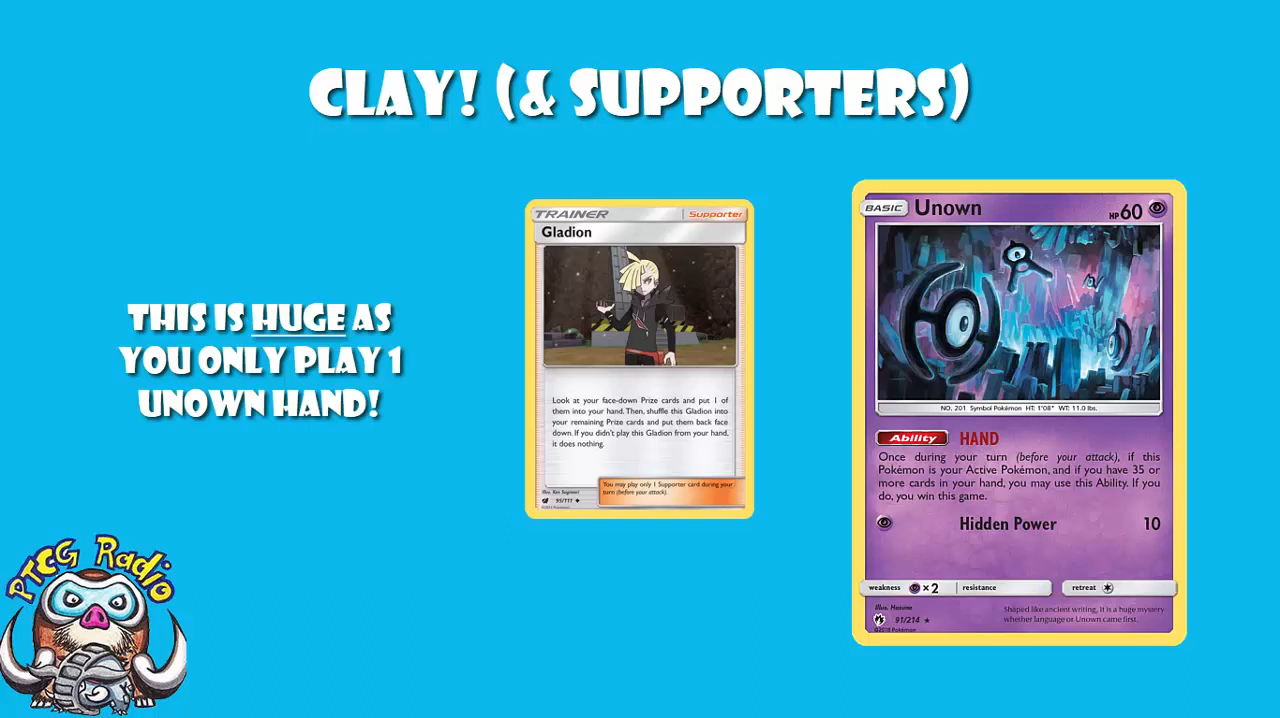 CLAY! (& SUPPORTERS)
THIS IS HUGE AS
YOU ONLY PLAY 1
UNOWN HAND!
TRAINER Supporter
Gladion
Look at your face-down Prize cards and put 1 of
them into your hand. Then, shuffle this Gladion into
your remaining Prize cards and put them back face
down. If you didn't play this Gladion from your hand,
it does nothing.
You may play only 1 Supporter card during your
turn (before your attack).
95/111
BASIC Unown HP 60
NO. 201 Symbol Pokémon HT: 1'08" WT: 11.0 lbs.
Ability HAND
Once during your turn (before your attack), if this
Pokémon is your Active Pokémon, and if you have 35 or
more cards in your hand, you may use this Ability. If you
do, you win this game.
Hidden Power 10
weakness ×2 resistance retreat
Illus. Hasuno
Shaped like ancient writing, it is a huge mystery
whether language or Unown came first.
91/214
©2018 Pokémon
PTCG Radio